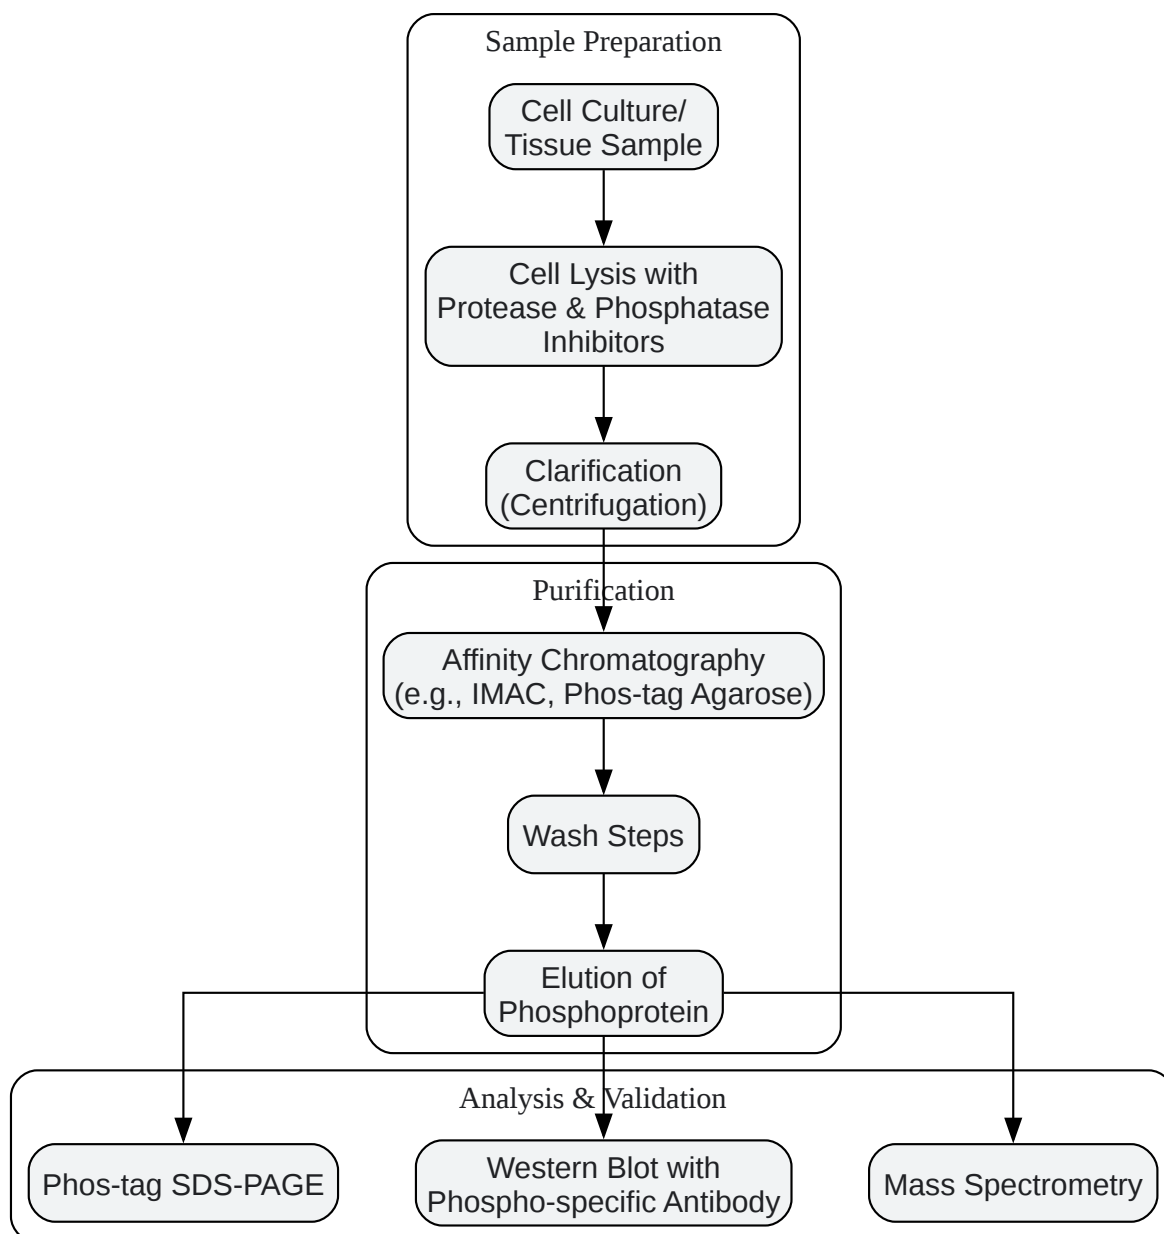 Sample Preparation
Cell Culture/
Tissue Sample
Cell Lysis with
Protease & Phosphatase
Inhibitors
Clarification
(Centrifugation)
Purification
Affinity Chromatography
(e.g., IMAC, Phos-tag Agarose)
Wash Steps
Elution of
Phosphoprotein
Analysis & Validation
Phos-tag SDS-PAGE
Western Blot with
Phospho-specific Antibody
Mass Spectrometry